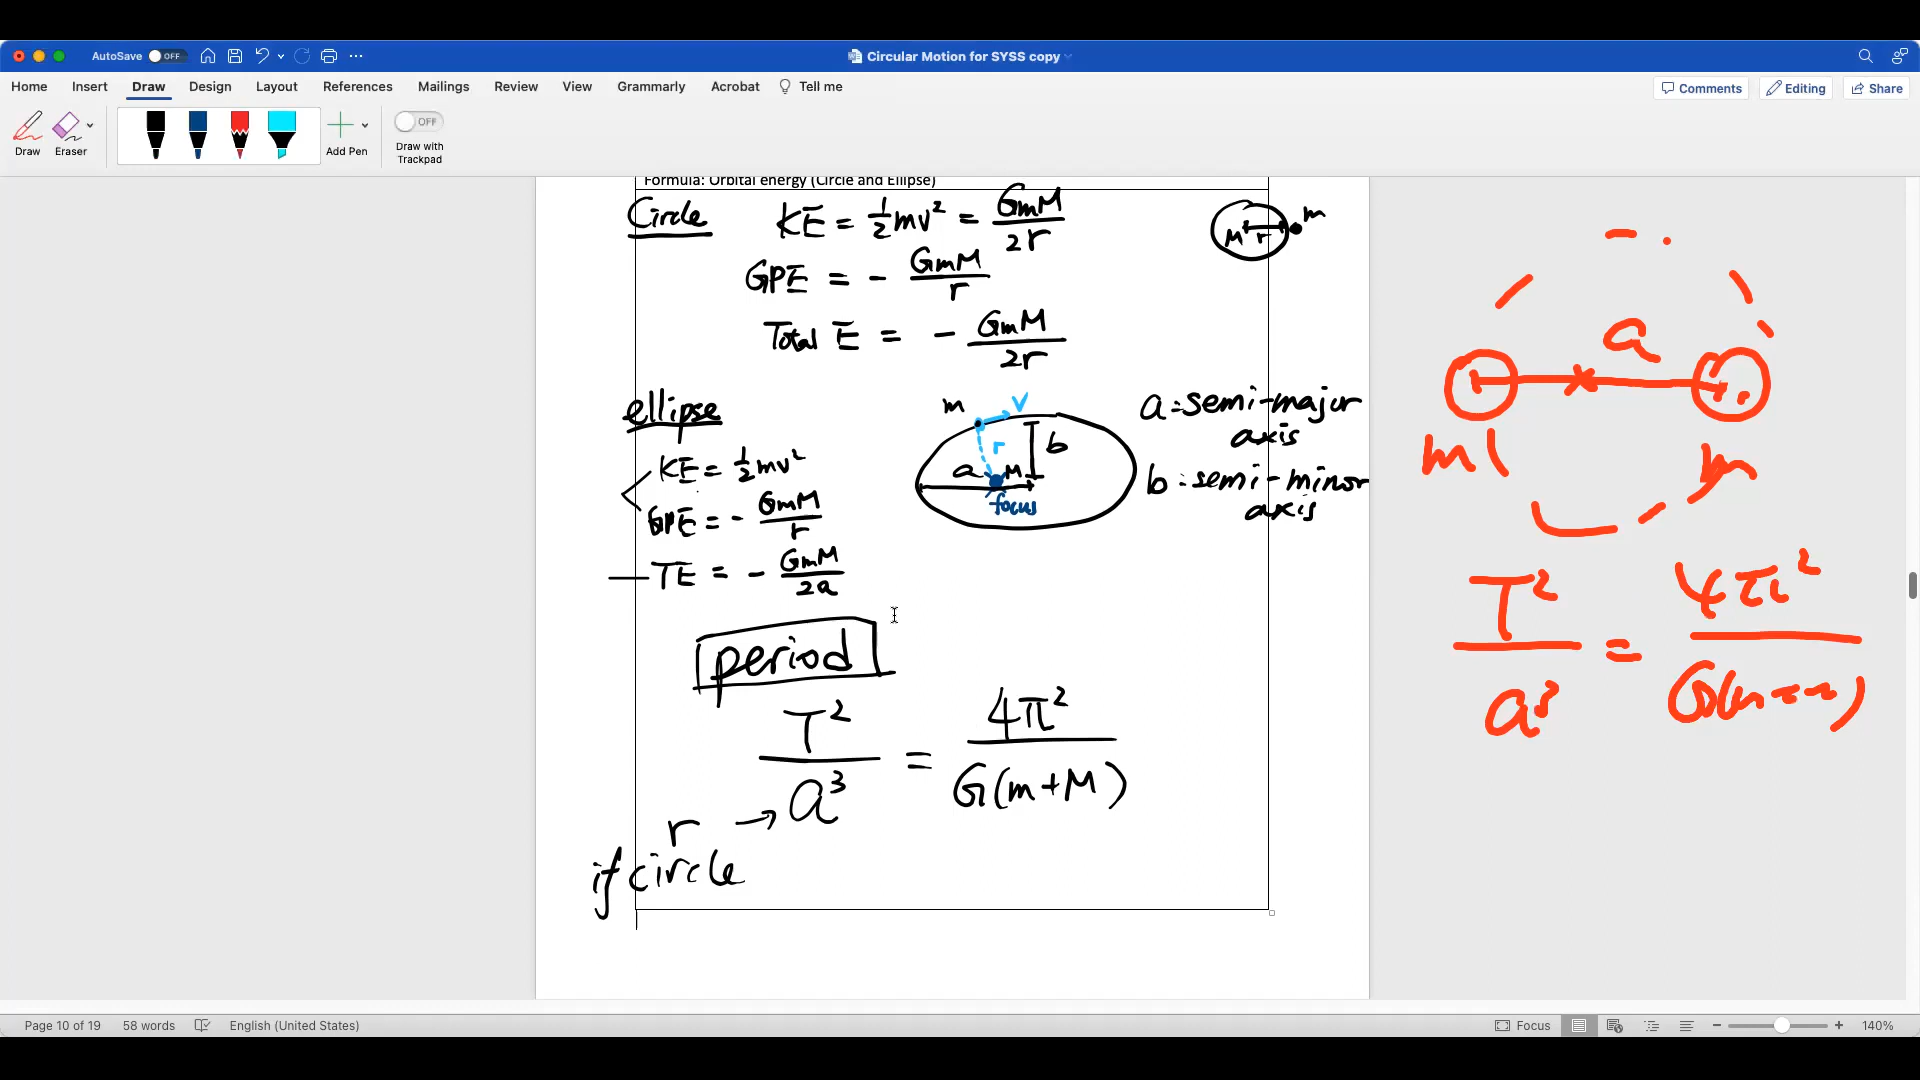 AutoSave OFF
Circular Motion for SYSS copy
Home Insert Draw Design Layout References Mailings Review View Grammarly Acrobat Tell me
Comments Editing Share
Draw Eraser Add Pen OFF Draw with Trackpad
Formula: Orbital energy (Circle and Ellipse)
Circle KE = 1/2 mv² = GmM/2r
M r m
GPE = - GmM/r
Total E = - GmM/2r
ellipse
m v r b a M focus
a = semi-major axis
b = semi-minor axis
KE = 1/2 mv²
GPE = - GmM/r
TE = - GmM/2a
period
T²/a³ = 4π²/G(m+M)
r → 
if circle
a
m
T²/a³ = 4π²
Page 10 of 19 58 words English (United States) Focus 140%